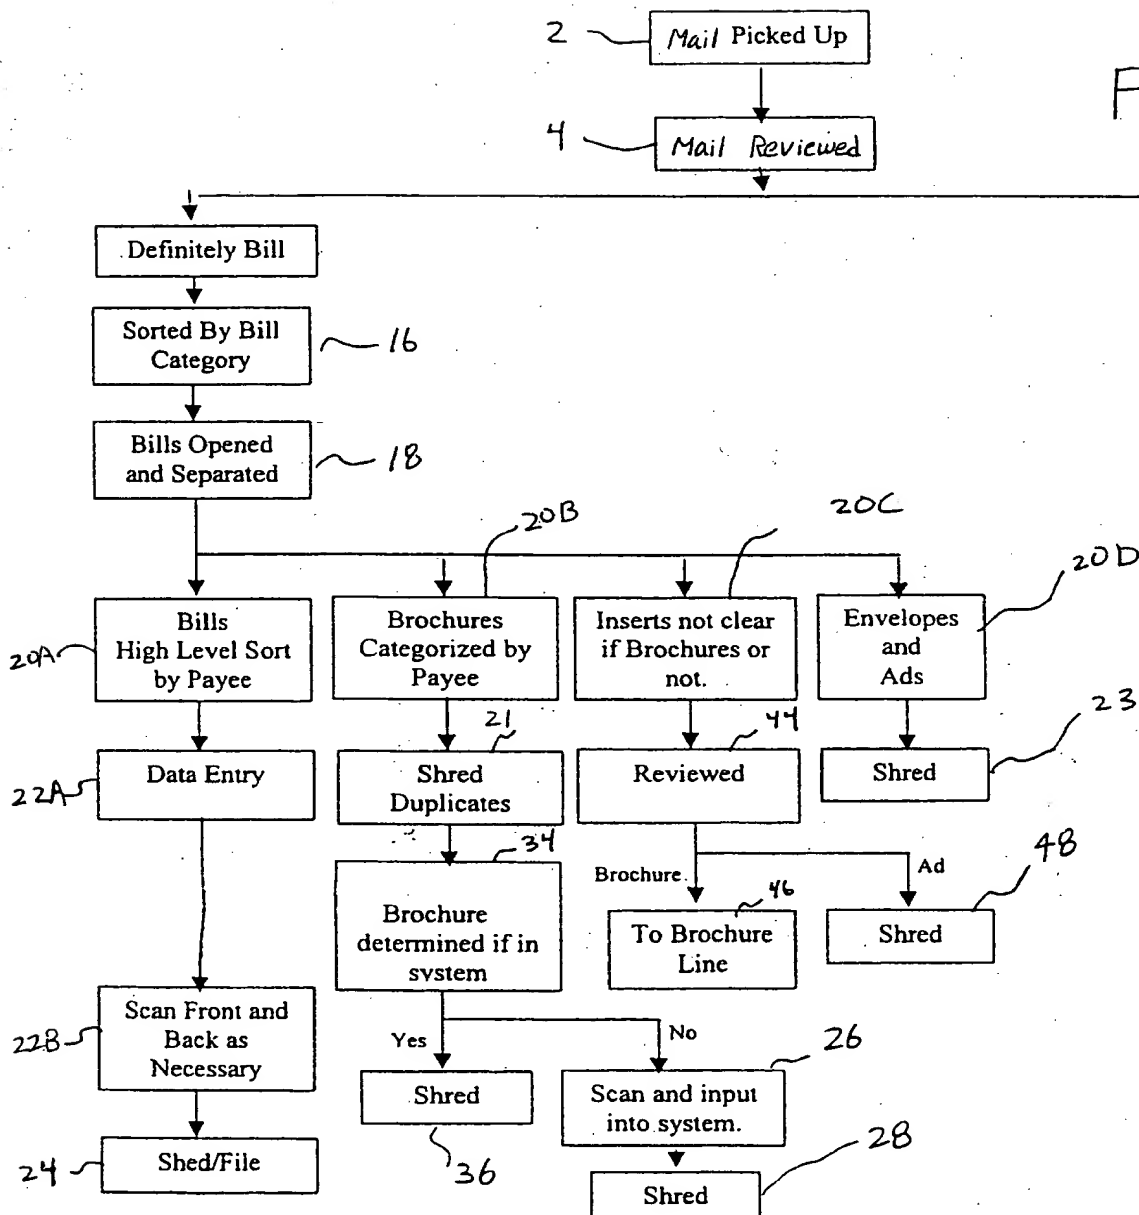 2
Mail Picked Up
F
4
Mail Reviewed
Definitely Bill
Sorted By Bill
Category
16
Bills Opened
and Separated
18
20B
20C
20D
20A
Bills
High Level Sort
by Payee
Brochures
Categorized by
Payee
Inserts not clear
if Brochures or
not.
Envelopes
and
Ads
21
44
23
22A
Data Entry
Shred
Duplicates
Reviewed
Shred
34
Brochure
determined if in
system
Brochure
Ad
46
48
To Brochure
Line
Shred
22B
Scan Front and
Back as
Necessary
Yes
No
26
Shred
36
Scan and input
into system.
24
Shed/File
28
Shred